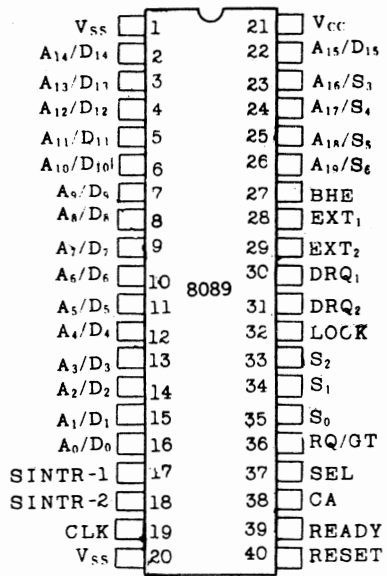 Vss 1 21 Vcc
A14/D14 2 22 A15/D15
A13/D13 3 23 A16/S3
A12/D12 4 24 A17/S4
A11/D11 5 25 A18/S5
A10/D10 6 26 A19/S6
A9/D9 7 27 BHE
A8/D8 8 28 EXT1
A7/D7 9 29 EXT2
A6/D6 10 30 DRQ1
8089
A5/D5 11 31 DRQ2
A4/D4 12 32 LOCK
A3/D3 13 33 S2
A2/D2 14 34 S1
A1/D1 15 35 S0
A0/D0 16 36 RQ/GT
SINTR-1 17 37 SEL
SINTR-2 18 38 CA
CLK 19 39 READY
Vss 20 40 RESET